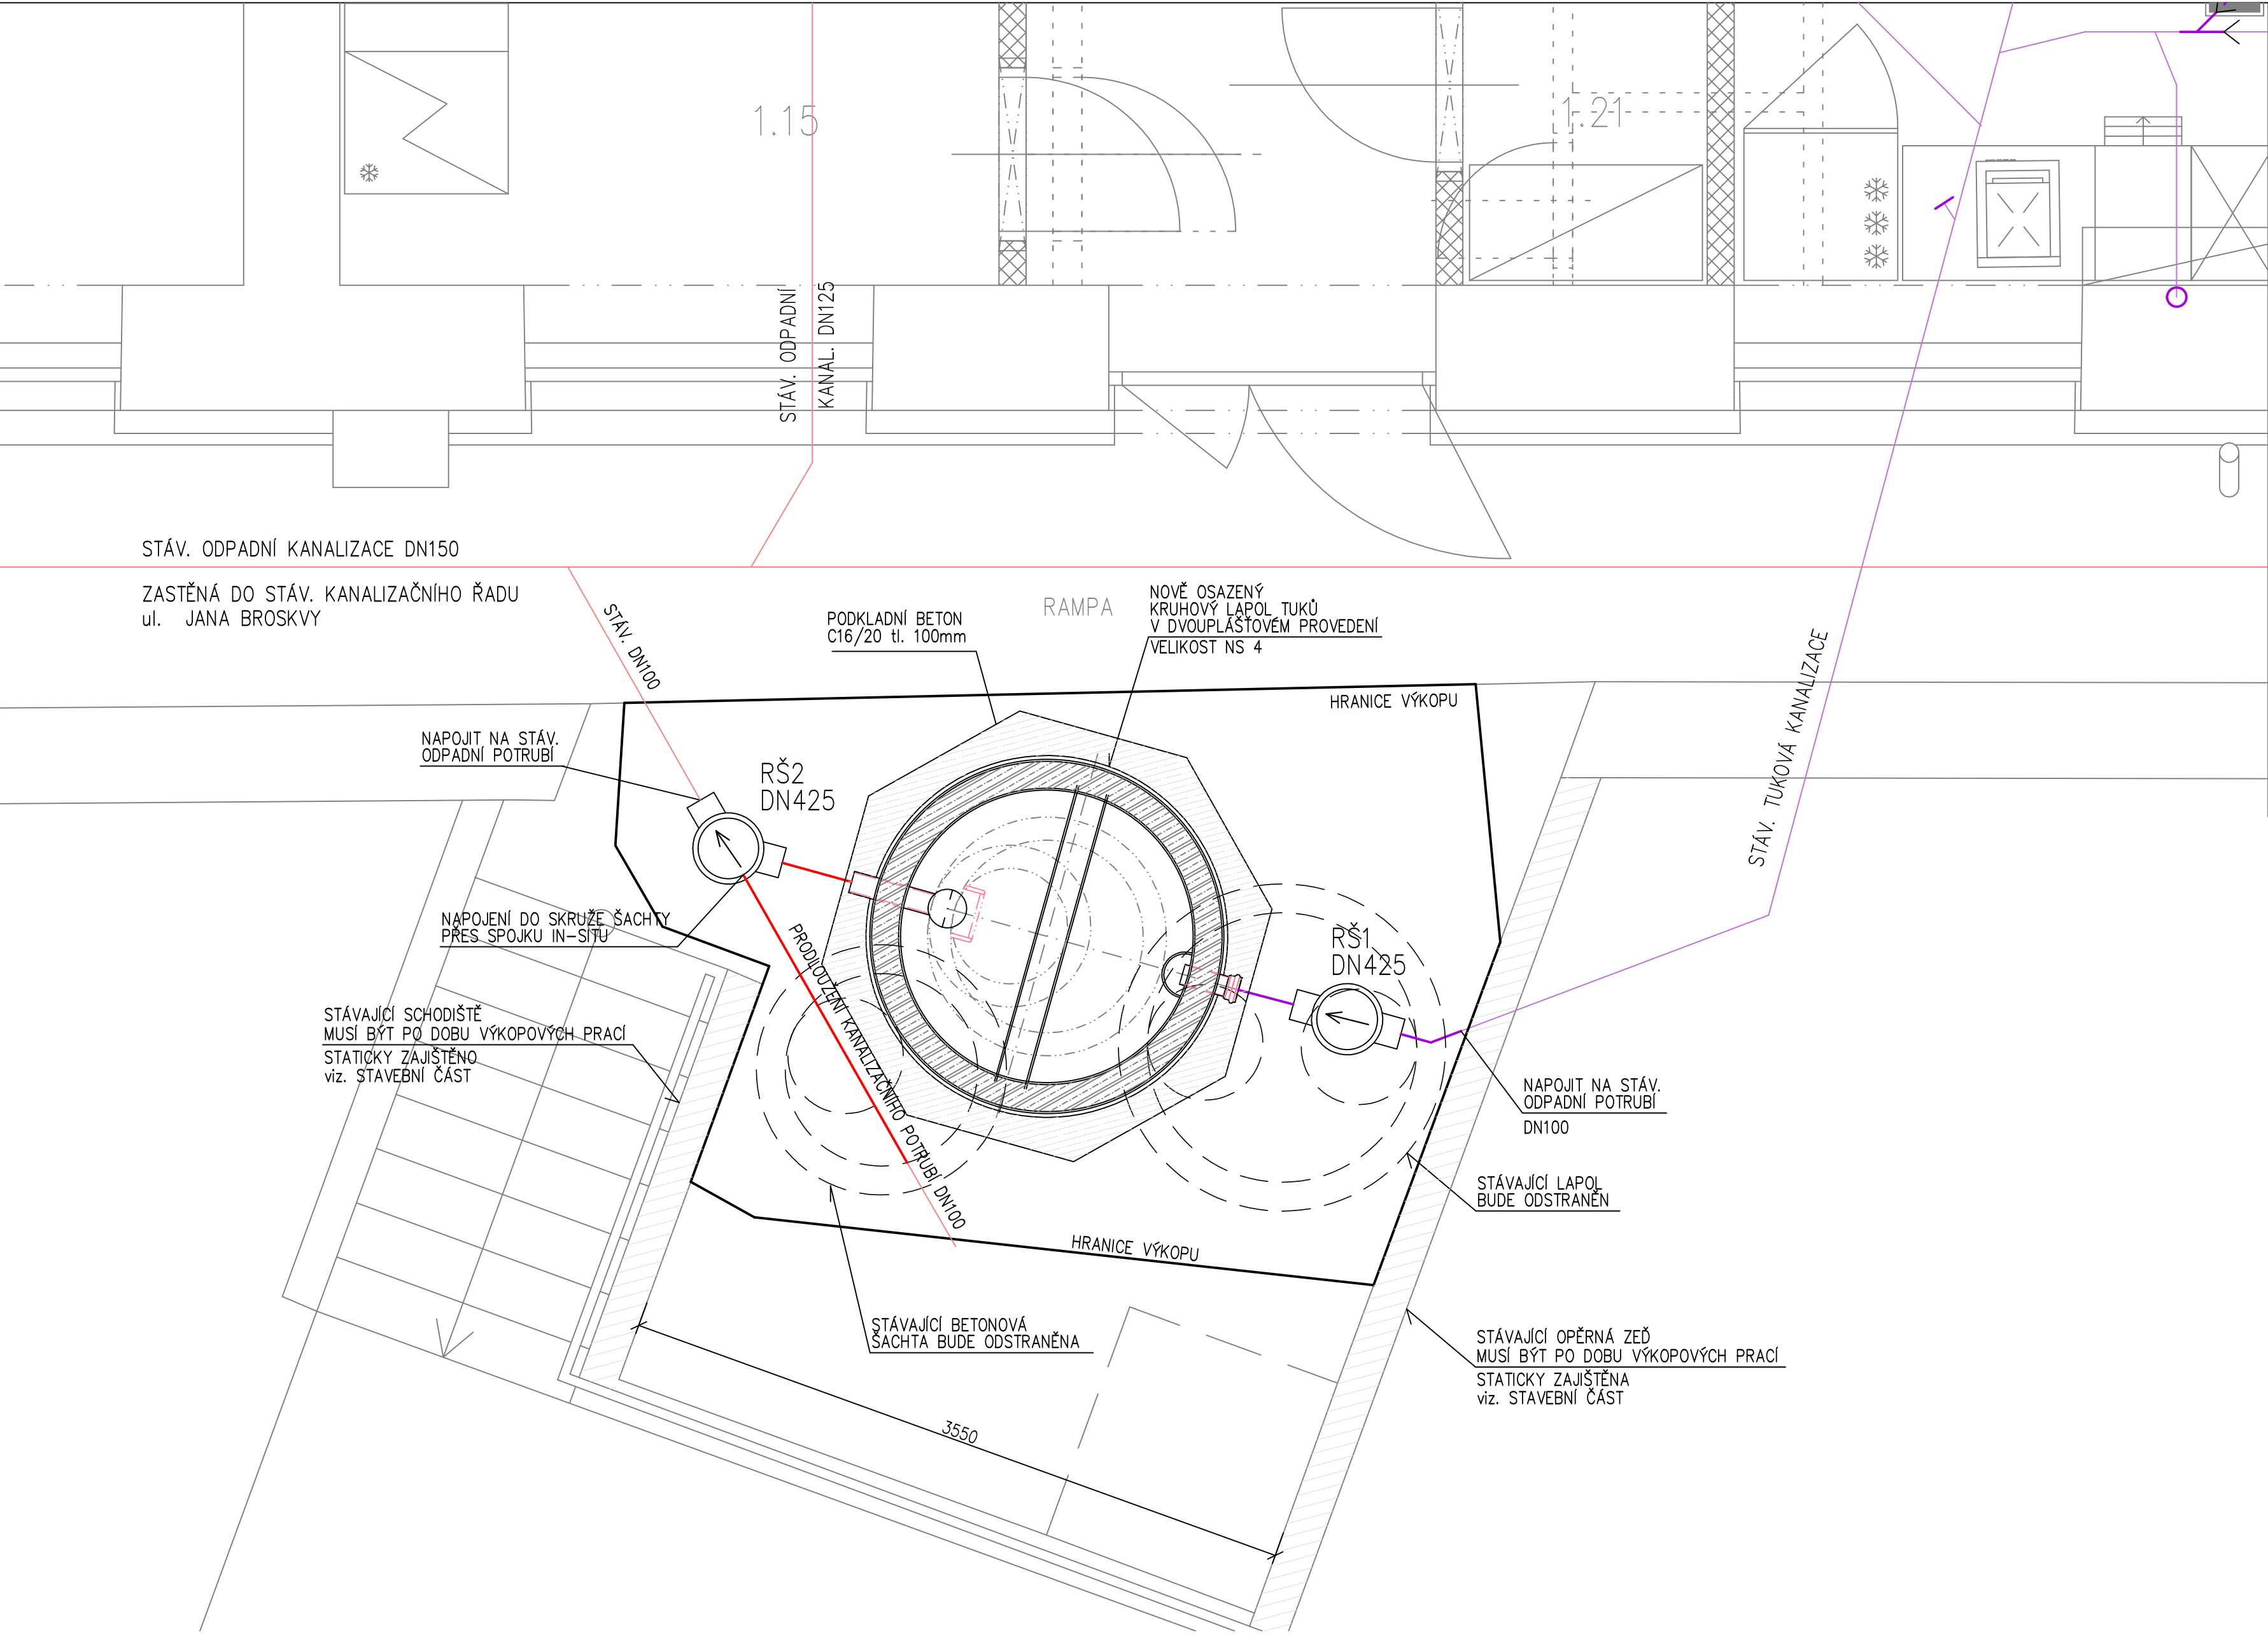 1.15
1.21
STÁV. ODPADNÍ
KANAL. DN125
STÁV. ODPADNÍ KANALIZACE DN150
ZASTĚNÁ DO STÁV. KANALIZAČNÍHO ŘADU
ul. JANA BROSKVY
STÁV. DN100
PODKLADNÍ BETON
C16/20 tl. 100mm
RAMPA
NOVĚ OSAZENÝ
KRUHOVÝ LAPOL TUKŮ
V DVOUPLÁŠŤOVÉM PROVEDENÍ
VELIKOST NS 4
STÁV. TUKOVÁ KANALIZACE
HRANICE VÝKOPU
NAPOJIT NA STÁV.
ODPADNÍ POTRUBÍ
RŠ2
DN425
NAPOJENÍ DO SKRUŽE ŠACHTY
PŘES SPOJKU IN-SITU
PRODLOUŽENÍ KANALIZAČNÍHO POTRUBÍ DN100
RŠ1
DN425
STÁVAJÍCÍ SCHODIŠTĚ
MUSÍ BÝT PO DOBU VÝKOPOVÝCH PRACÍ
STATICKY ZAJIŠTĚNO
viz. STAVEBNÍ ČÁST
NAPOJIT NA STÁV.
ODPADNÍ POTRUBÍ
DN100
STÁVAJÍCÍ LAPOL
BUDE ODSTRANĚN
HRANICE VÝKOPU
STÁVAJÍCÍ BETONOVÁ
ŠACHTA BUDE ODSTRANĚNA
STÁVAJÍCÍ OPĚRNÁ ZEĎ
MUSÍ BÝT PO DOBU VÝKOPOVÝCH PRACÍ
STATICKY ZAJIŠTĚNA
viz. STAVEBNÍ ČÁST
3550